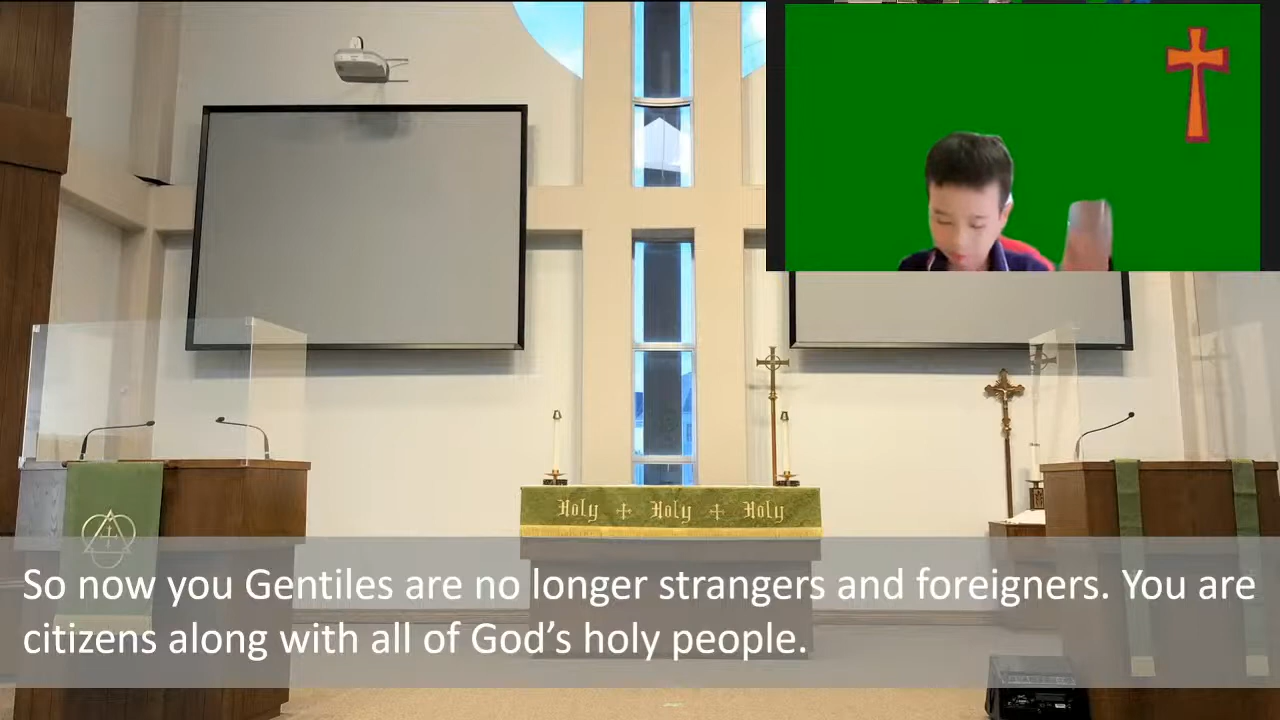 Holy + Holy + Holy
So now you Gentiles are no longer strangers and foreigners. You are
citizens along with all of God’s holy people.